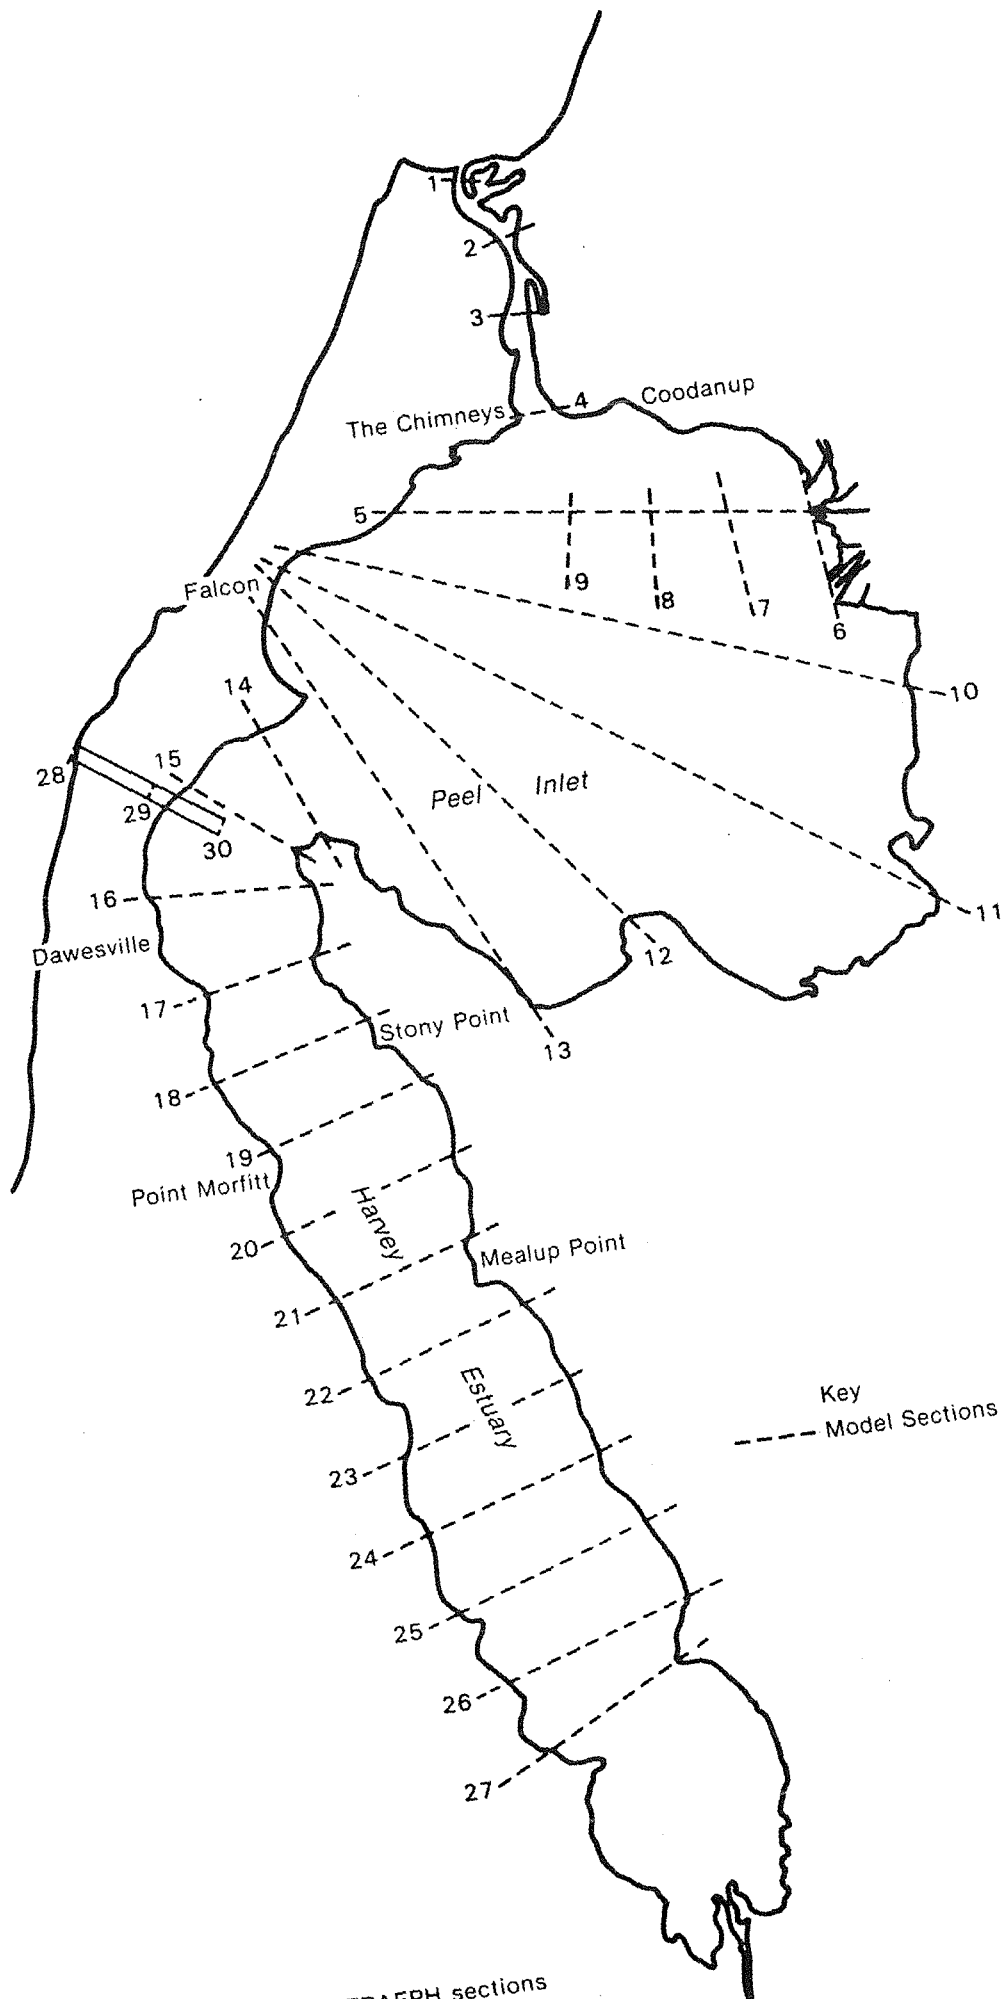 1
2
3
4
The Chimneys
Coodanup
5
9
8
7
6
Falcon
10
14
15
28
29
30
Peel Inlet
16
11
12
Dawesville
13
17
Stony Point
18
19
Point Morfitt
Harvey
20
Mealup Point
21
22
Estuary
Key
Model Sections
23
24
25
26
27
sections